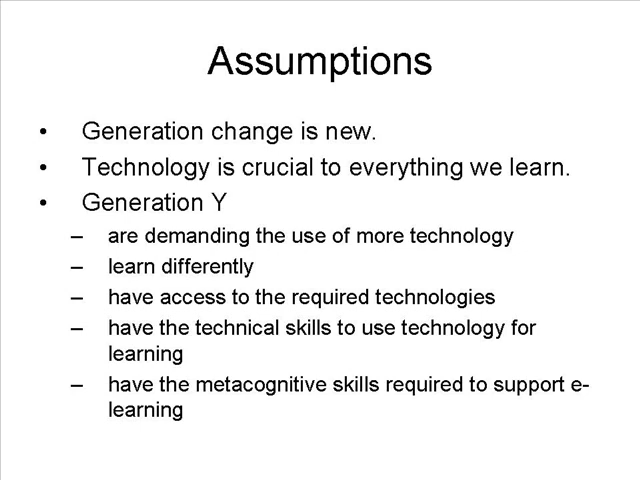 Assumptions
• Generation change is new.
• Technology is crucial to everything we learn.
• Generation Y
– are demanding the use of more technology
– learn differently
– have access to the required technologies
– have the technical skills to use technology for
learning
– have the metacognitive skills required to support e-
learning